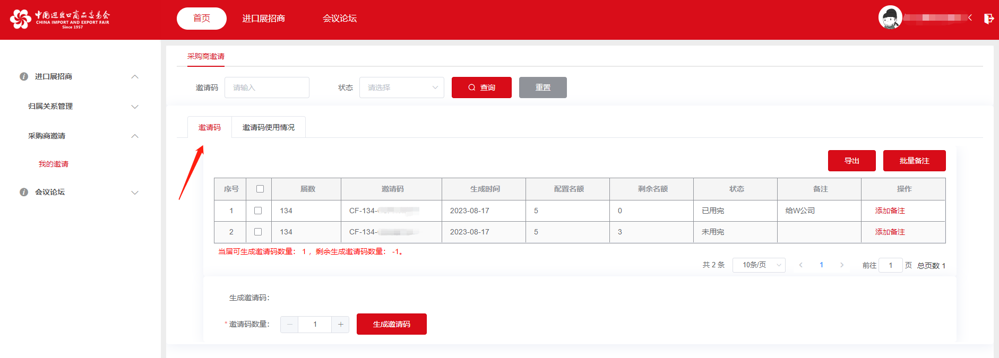 中国进出口商品交易会
CHINA IMPORT AND EXPORT FAIR
Since 1957
首页
进口展招商
会议论坛
进口展招商
归属关系管理
采购商邀请
我的邀请
会议论坛
采购商邀请
邀请码 请输入 状态 请选择 查询 重置
邀请码 邀请码使用情况
导出 批量备注
序号 届数 邀请码 生成时间 配置名额 剩余名额 状态 备注 操作
1 134 CF-134- 2023-08-17 5 0 已用完 给W公司 添加备注
2 134 CF-134- 2023-08-17 5 3 未用完 添加备注
当届可生成邀请码数量： 1 ，剩余生成邀请码数量： -1。
共 2 条 10条/页 1 前往 1 页 总页数 1
生成邀请码：
* 邀请码数量： 1 生成邀请码